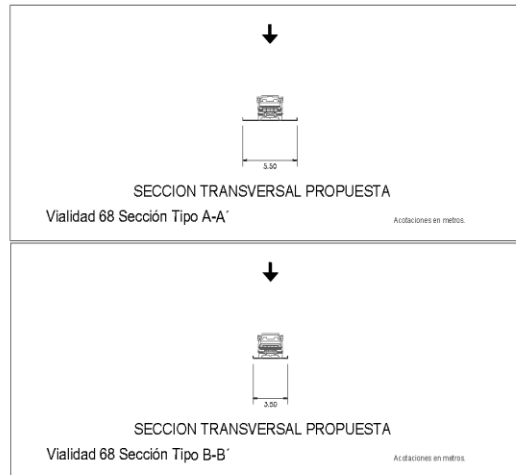 5.50
SECCION TRANSVERSAL PROPUESTA
Vialidad 68 Sección Tipo A-A´
Acotaciones en metros.
3.50
SECCION TRANSVERSAL PROPUESTA
Vialidad 68 Sección Tipo B-B´
Acotaciones en metros.